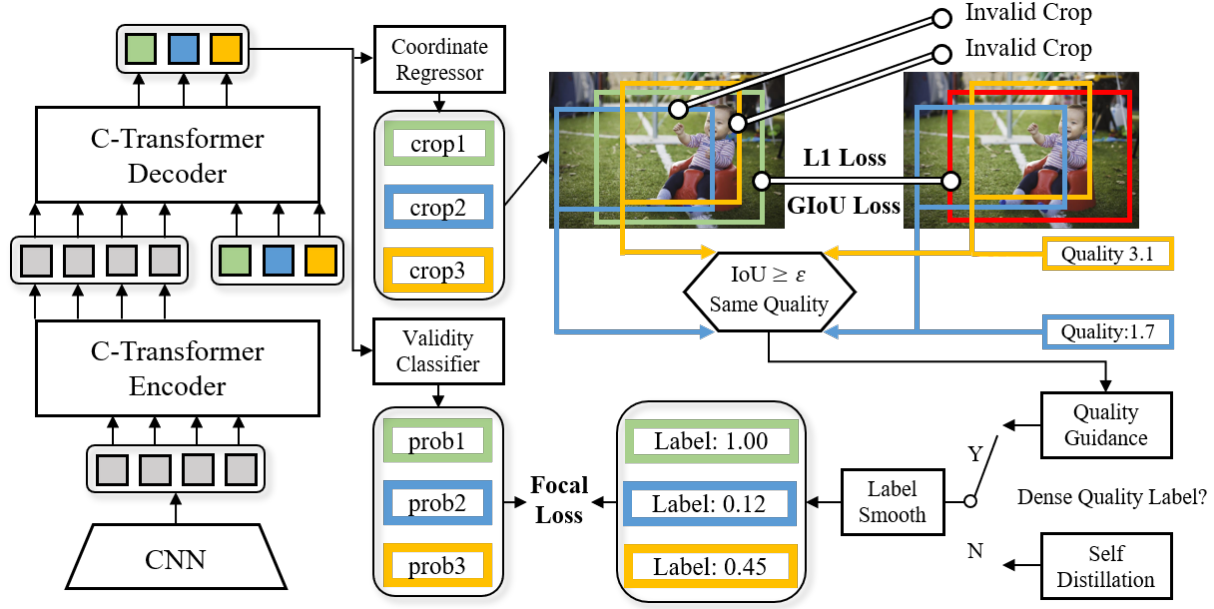 Invalid Crop
Invalid Crop
Coordinate
Regressor
C-Transformer
Decoder
crop1
crop2
crop3
L1 Loss
GIoU Loss
Quality 3.1
IoU ≥ ε
Same Quality
Quality:1.7
C-Transformer
Encoder
Validity
Classifier
Quality
Guidance
prob1
prob2
prob3
Focal
Loss
Label: 1.00
Label: 0.12
Label: 0.45
Label
Smooth
Y
Dense Quality Label?
N
Self
Distillation
CNN